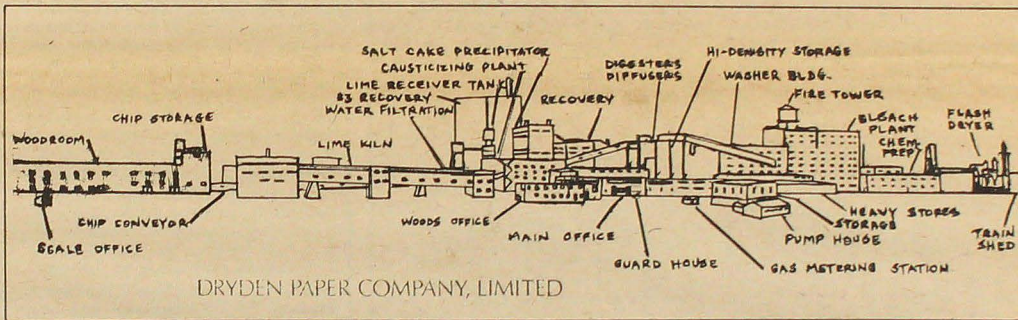 SALT CAKE PRECIPITATOR
CAUSTICIZING PLANT
LIME RECEIVER TANK
#3 RECOVERY
WATER FILTRATION
RECOVERY
DIGESTERS
DIFFUSERS
HI-DENSITY STORAGE
WASHER BLDG.
FIRE TOWER
BLEACH
PLANT
CHEM.
PREP.
FLASH
DRYER
CHIP STORAGE
WOODROOM
LIME KILN
CHIP CONVEYOR
SCALE OFFICE
WOODS OFFICE
MAIN OFFICE
GUARD HOUSE
HEAVY STORES
STORAGE
PUMP HOUSE
GAS METERING STATION
TRAIN
SHED
DRYDEN PAPER COMPANY, LIMITED